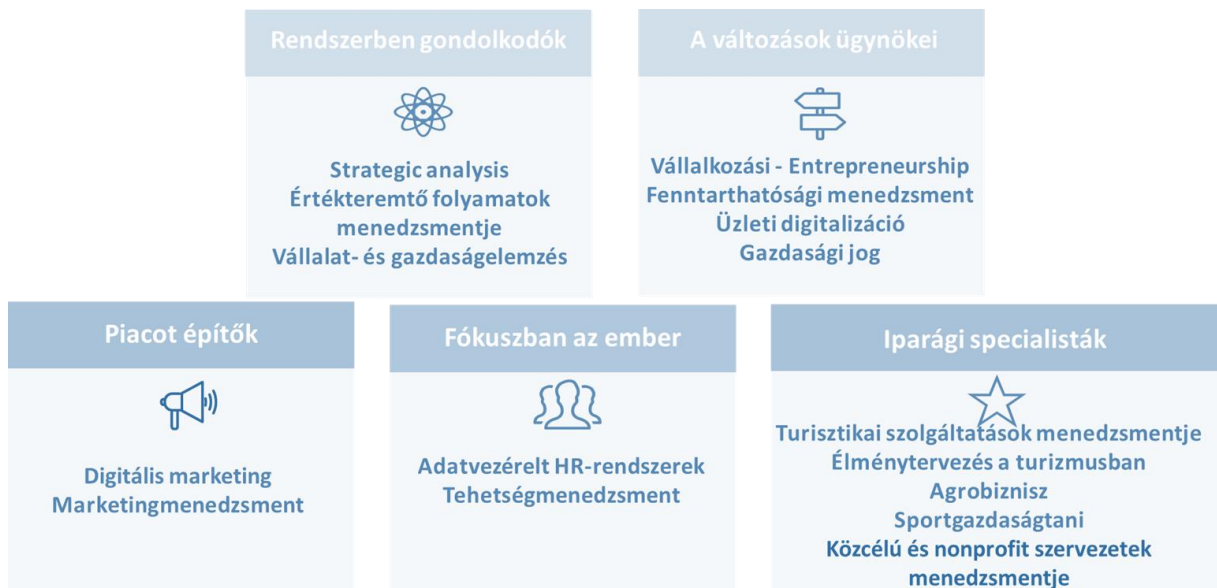 Rendszerben gondolkodók
Strategic analysis
Értékteremtő folyamatok
menedzsmentje
Vállalat- és gazdaságelemzés
A változások ügynökei
Vállalkozási - Entrepreneurship
Fenntarthatósági menedzsment
Üzleti digitalizáció
Gazdasági jog
Piacot építők
Digitális marketing
Marketingmenedzsment
Fókuszban az ember
Adatvezérelt HR-rendszerek
Tehetségmenedzsment
Iparági specialisták
Turisztikai szolgáltatások menedzsmentje
Élménytervezés a turizmusban
Agrobiznisz
Sportgazdaságtani
Közcélú és nonprofit szervezetek
menedzsmentje